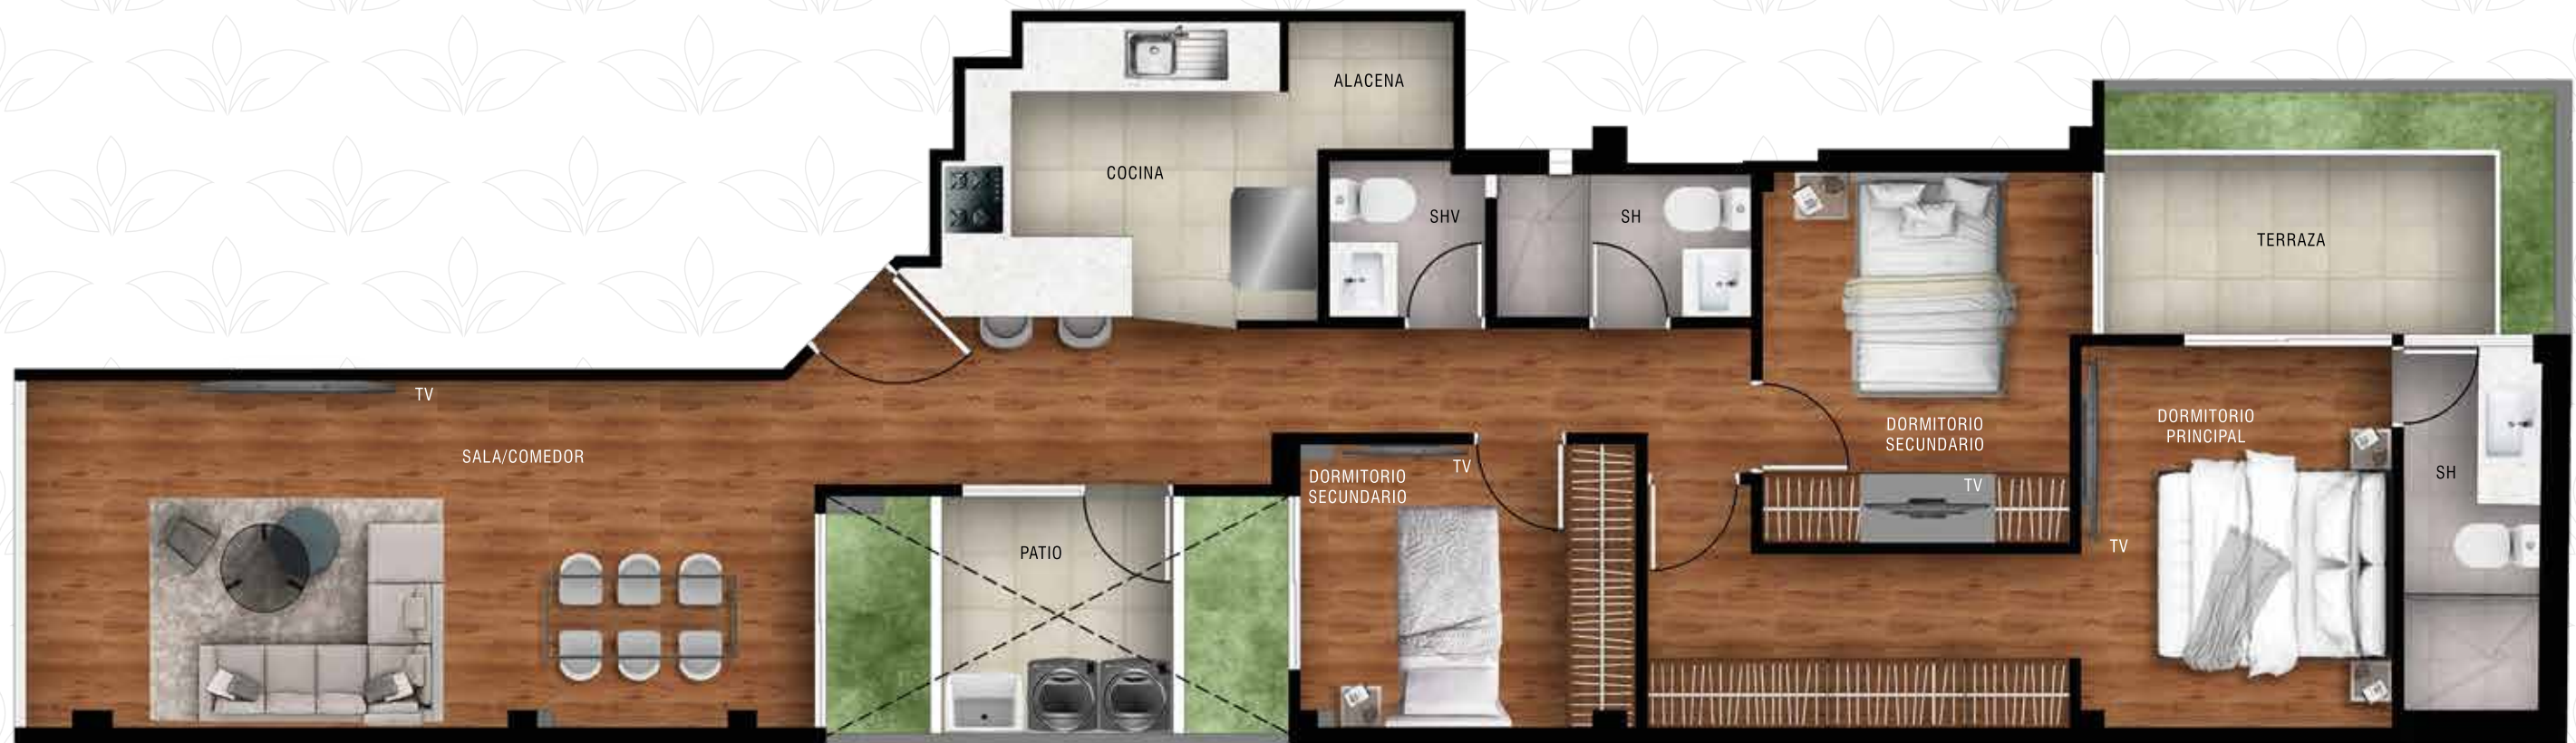 ALACENA
COCINA
SHV
SH
TERRAZA
TV
SALA/COMEDOR
DORMITORIO
SECUNDARIO
TV
DORMITORIO
SECUNDARIO
TV
DORMITORIO
PRINCIPAL
TV
SH
PATIO